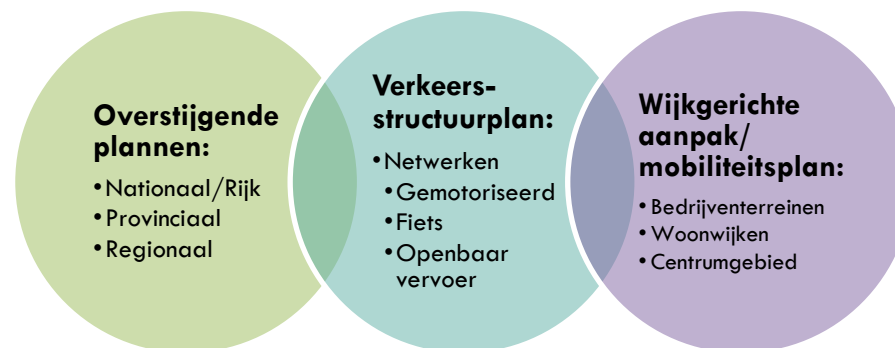 Overstijgende
plannen:
•Nationaal/Rijk
•Provinciaal
•Regionaal
Verkeers-
structuurplan:
•Netwerken
•Gemotoriseerd
•Fiets
•Openbaar
vervoer
Wijkgerichte
aanpak/
mobiliteitsplan:
•Bedrijventerreinen
•Woonwijken
•Centrumgebied